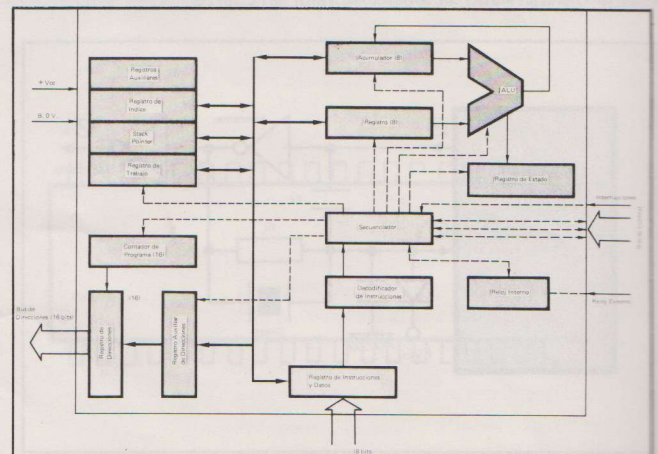 Registros
Auxiliares
Registro de
Indice
Stack
Pointer
Registro de
Trabajo
Contador de
Programa (16)
(16)
Bus de
Direcciones (16 bits)
Registro de
Direcciones
Registro Auxiliar
de Direcciones
Acumulador (8)
Registro (8)
(ALU)
Registro de Estado
Secuenciador
Decodificador
de Instrucciones
Reloj Interno
Registro de Instrucciones
y Datos
Interrupciones
Reloj Externo
(8 bits